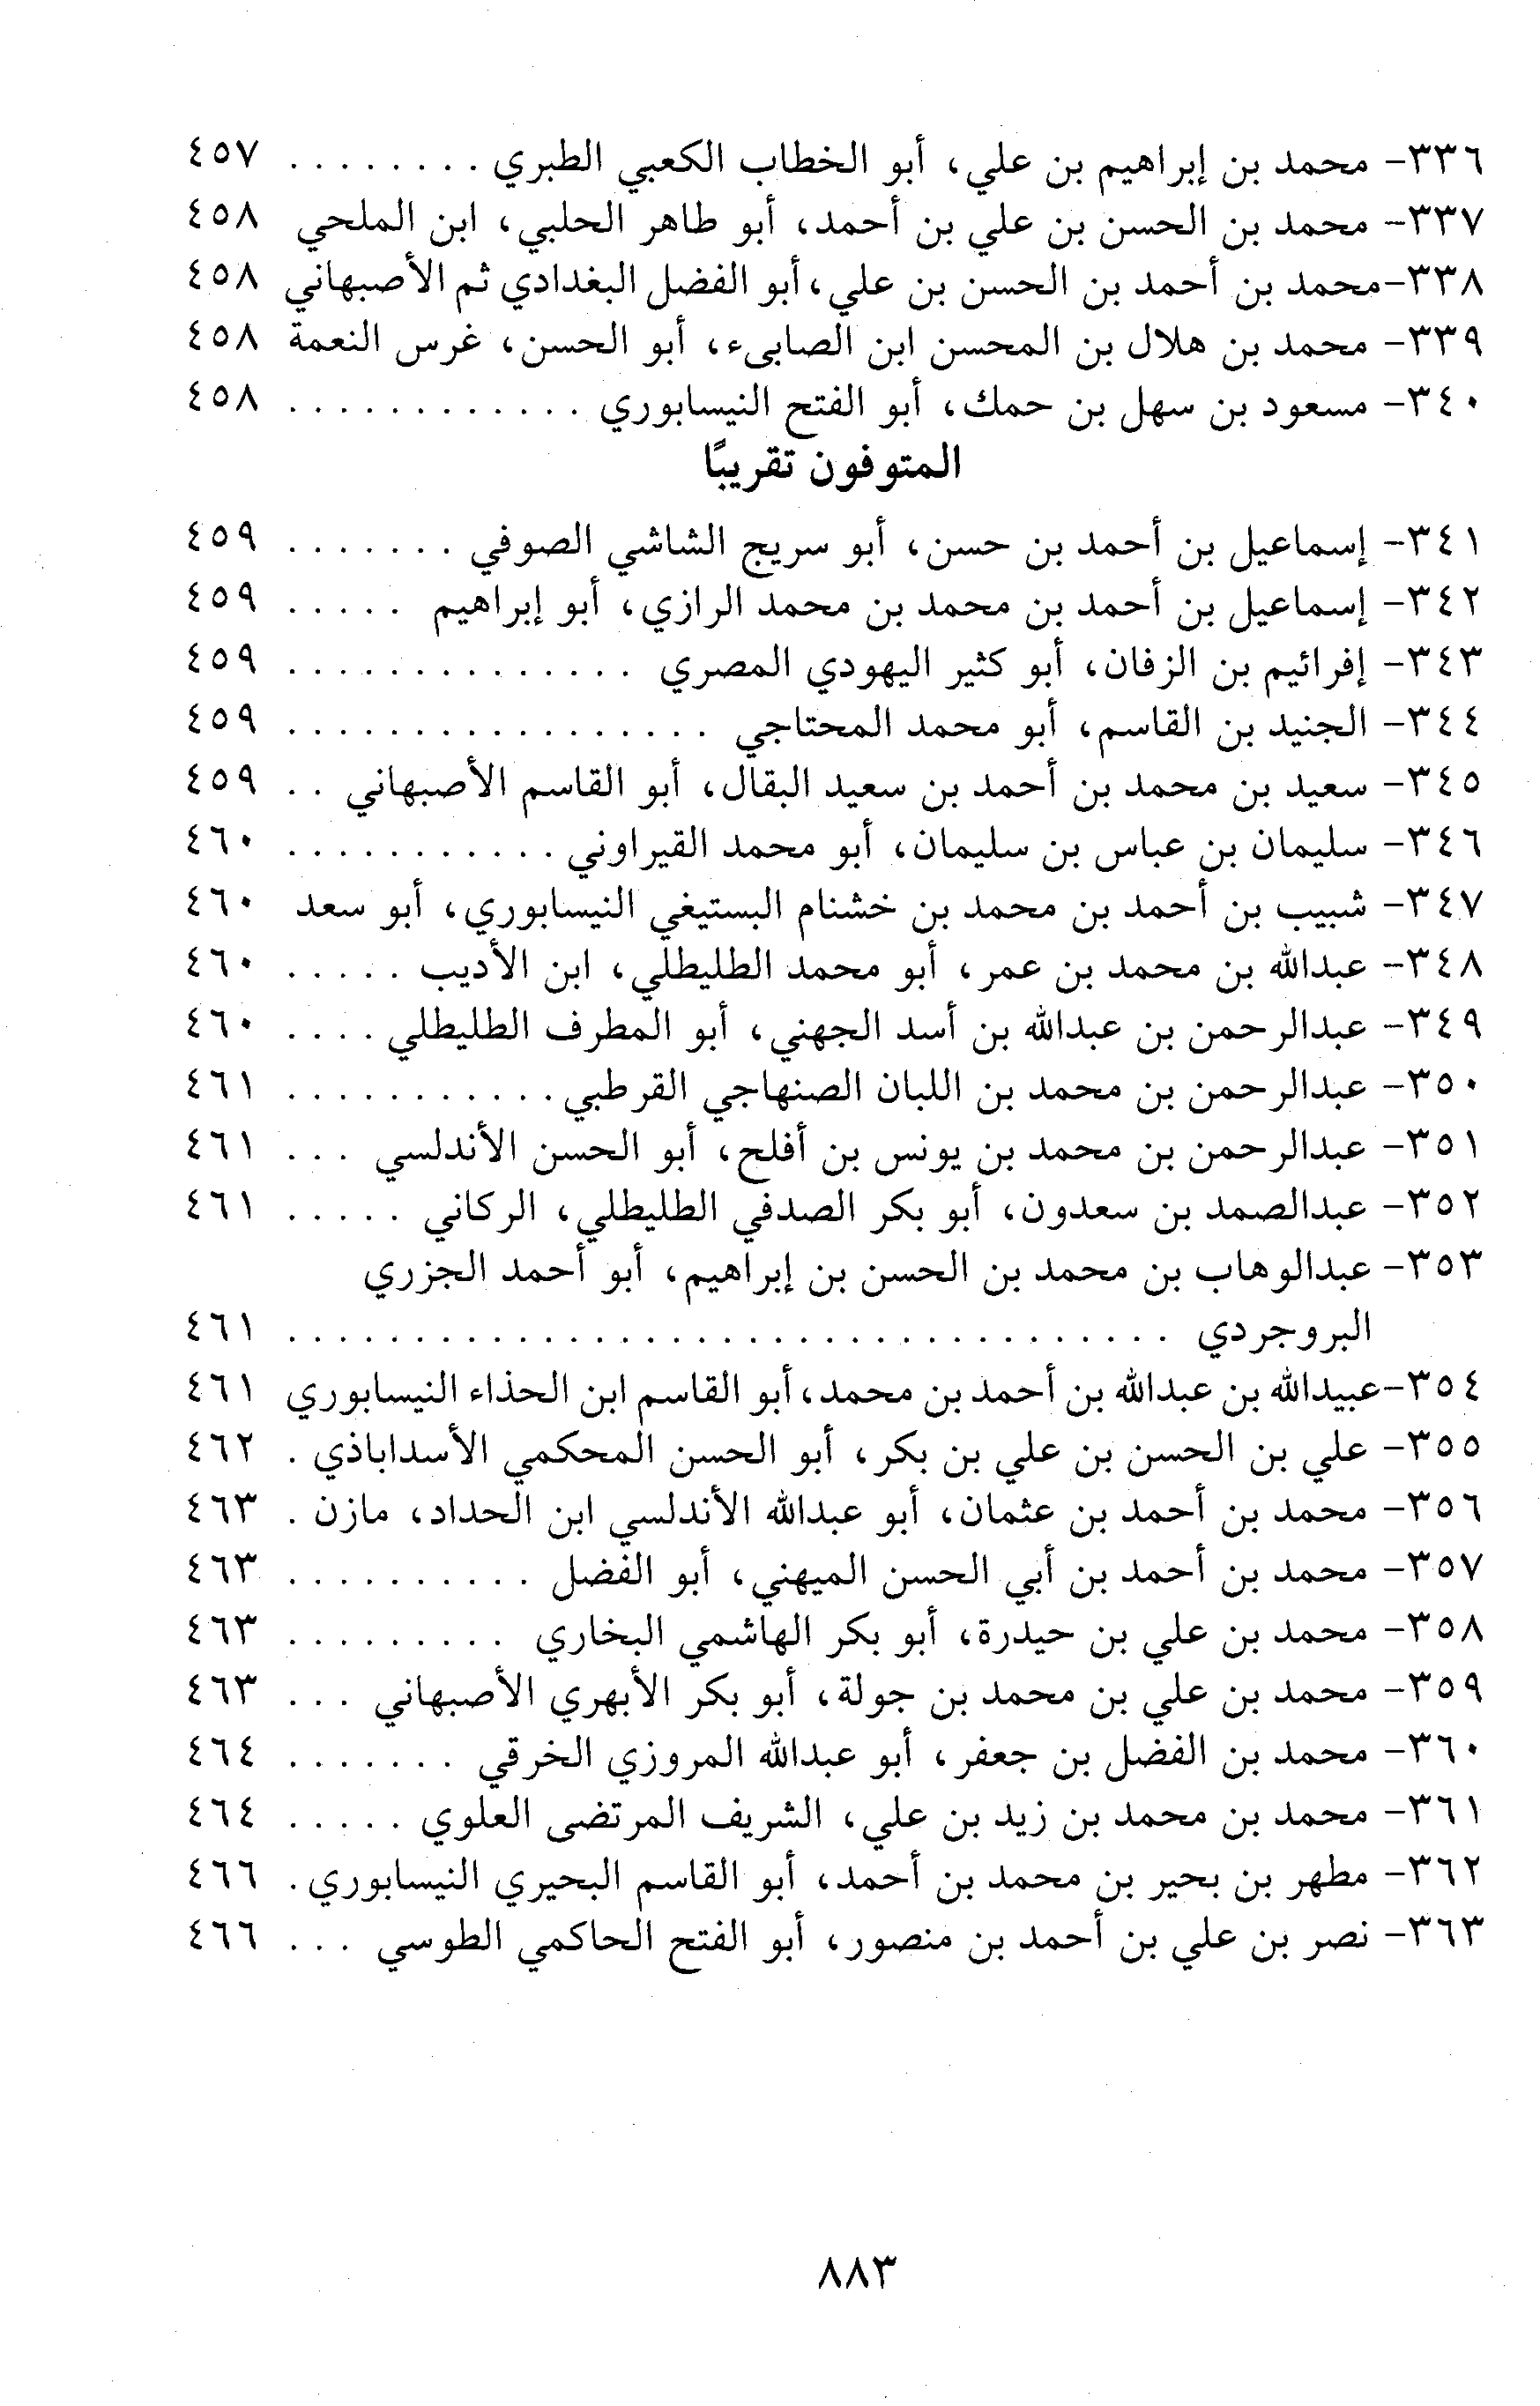 ٣٣٦- محمد بن إبراهيم بن علي، أبو الخطاب الكعبي الطبري . . . . . . . . ٤٥٧
٣٣٧- محمد بن الحسن بن علي بن أحمد، أبو طاهر الحلبي، ابن الملحي ٤٥٨
٣٣٨-محمد بن أحمد بن الحسن بن علي، أبو الفضل البغدادي ثم الأصبهاني ٤٥٨
٣٣٩- محمد بن هلال بن المحسن ابن الصابىء، أبو الحسن، غرس النعمة ٤٥٨
٣٤٠- مسعود بن سهل بن حمك، أبو الفتح النيسابوري . . . . . . . . . . . . ٤٥٨
المتوفون تقريبًا
٣٤١- إسماعيل بن أحمد بن حسن، أبو سريج الشاشي الصوفي . . . . . . . ٤٥٩
٣٤٢- إسماعيل بن أحمد بن محمد بن محمد الرازي، أبو إبراهيم . . . . . ٤٥٩
٣٤٣- إفرائيم بن الزفان، أبو كثير اليهودي المصري . . . . . . . . . . . . . . ٤٥٩
٣٤٤- الجنيد بن القاسم، أبو محمد المحتاجي . . . . . . . . . . . . . . . . . ٤٥٩
٣٤٥- سعيد بن محمد بن أحمد بن سعيد البقال، أبو القاسم الأصبهاني . . ٤٥٩
٣٤٦- سليمان بن عباس بن سليمان، أبو محمد القيراوني . . . . . . . . . . . ٤٦٠
٣٤٧- شبيب بن أحمد بن محمد بن خشنام البستيغي النيسابوري، أبو سعد ٤٦٠
٣٤٨- عبدالله بن محمد بن عمر، أبو محمد الطليطلي، ابن الأديب . . . . . ٤٦٠
٣٤٩- عبدالرحمن بن عبدالله بن أسد الجهني، أبو المطرف الطليطلي . . . . ٤٦٠
٣٥٠- عبدالرحمن بن محمد بن اللبان الصنهاجي القرطبي . . . . . . . . . . . ٤٦١
٣٥١- عبدالرحمن بن محمد بن يونس بن أفلح، أبو الحسن الأندلسي . . . ٤٦١
٣٥٢- عبدالصمد بن سعدون، أبو بكر الصدفي الطليطلي، الركاني . . . . . ٤٦١
٣٥٣- عبدالوهاب بن محمد بن الحسن بن إبراهيم، أبو أحمد الجزري
البروجردي . . . . . . . . . . . . . . . . . . . . . . . . . . . . . . . . . . . ٤٦١
٣٥٤-عبيدالله بن عبدالله بن أحمد بن محمد، أبو القاسم ابن الحذاء النيسابوري ٤٦١
٣٥٥- علي بن الحسن بن علي بن بكر، أبو الحسن المحكمي الأسداباذي . ٤٦٢
٣٥٦- محمد بن أحمد بن عثمان، أبو عبدالله الأندلسي ابن الحداد، مازن . ٤٦٣
٣٥٧- محمد بن أحمد بن أبي الحسن الميهني، أبو الفضل . . . . . . . . . . ٤٦٣
٣٥٨- محمد بن علي بن حيدرة، أبو بكر الهاشمي البخاري . . . . . . . . . ٤٦٣
٣٥٩- محمد بن علي بن محمد بن جولة، أبو بكر الأبهري الأصبهاني . . . ٤٦٣
٣٦٠- محمد بن الفضل بن جعفر، أبو عبدالله المروزي الخرقي . . . . . . . ٤٦٤
٣٦١- محمد بن محمد بن زيد بن علي، الشريف المرتضى العلوي . . . . . ٤٦٤
٣٦٢- مطهر بن بحير بن محمد بن أحمد، أبو القاسم البحيري النيسابوري. ٤٦٦
٣٦٣- نصر بن علي بن أحمد بن منصور، أبو الفتح الحاكمي الطوسي . . . ٤٦٦
٨٨٣